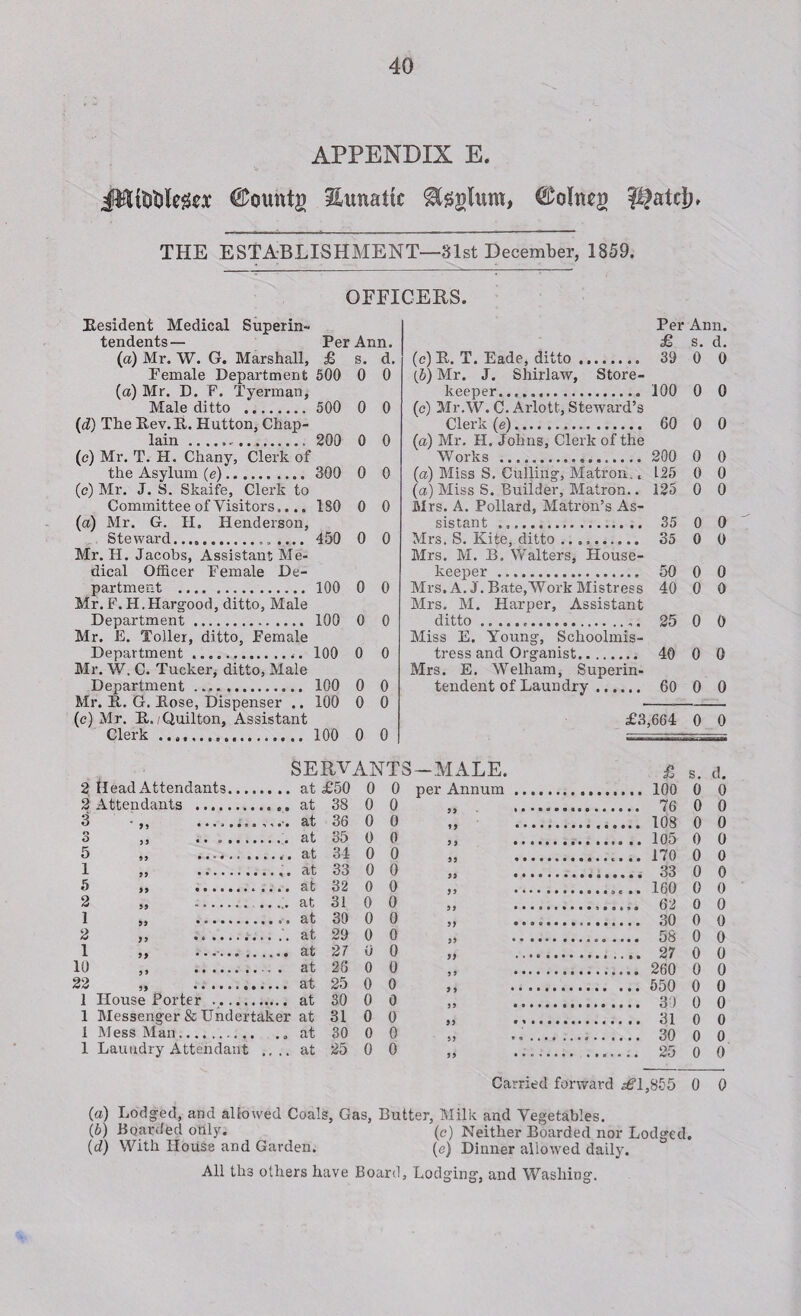 40
APPENDIX E.
Middlesex County Lunatic Asylum, Colney Hatch.
THE ESTABLISHMENT—31st December, 1859.
OFFICERS.
Resident Medical Superin-
tendents— Per Ann.
(a) Mr. W. G. Marshall, £ s. d.
Female Department 500 0 0
(a) Mr. D. F. Tyerman,
Male ditto ........ 500 0 0
(d) The Rev. R. Hutton, Chap-
lain ................ 200 0 0
(c) Mr. T. H. Chany, Clerk of
the Asylum (e).......... 300 0 0
(c) Mr. J. S. Skaife, Clerk to
Committee of Visitors.... 180 0 0
(a) Mr. G. H. Henderson,
Steward................ 450 0 0
Mr. H. Jacobs, Assistant Me-
dical Officer Female De-
partment ................ 100 0 0
Mr. F. H. Hargood, ditto, Male
Department .............. 100 0 0
Mr. E. Toller, ditto, Female
Department .............. 100 0 0
Mr. W. C. Tucker, ditto, Male
Department .............. 100 0 0
Mr. R. G. Rose, Dispenser .. 100 0 0
(c) Mr. R. Quilton, Assistant
Clerk .................. 100 0 0
Per Ann.
£ s. d.
(c) R. T. Eade, ditto ........ 39 0 0
(b) Mr. J. Shirlaw, Store-
keeper.................. 100 0 0
(c) Mr. W. C. Arlott, Steward's
Clerk (e)................ 60 0 0
(a) Mr. H. Johns, Clerk of the
Works .................. 200 0 0
(a) Miss S. Culling, Matron.. 125 0 0
(a) Miss S. Builder, Matron.. 125 0 0
Mrs. A. Pollard, Matron's As-
sistant .................. 35 0 0
Mrs. S. Kite, ditto .......... 35 0 0
Mrs. M. B. Walters, House-
keeper .................. 50 0 0
Mrs. A. J. Bate, Work Mistress 40 0 0
Mrs. M. Harper, Assistant
ditto .................... 25 0 0
Miss E. Young, Schoolmis-
tress and Organist........ 40 0 0
Mrs. E. Welham, Superin-
tendent of Laundry ...... 60 0 0
£3,664 0 0
SERVANTS—MALE. £ s. d.
2 Head Attendants........ at £50 0 0 per Annum ................ 100 0 0
2 Attendants ............ at 38 0 0 ,, ................ 76 0 0
3 ,, ............ at 36 0 0 ,, ................ 108 0 0
3 ,, ............ at 35 0 0 ,, ................ 105 0 0
5 ,, ............ at 34 0 0 ,, ................ 170 0 0
1 ,, ............ at 33 0 0 ,, ................ 33 0 0
5 ,, ............ at 32 0 0 ,, ................ 160 0 0
2 ,, ............ at 31 0 0 ,, ................ 62 0 0
1 ,, ............ at 30 0 0 ,, ................ 30 0 0
2 ,, ............ at 29 0 0 ,, ................ 58 0 0
1 ,, ............ at 27 0 0 ,, ................ 27 0 0
10 ,, ............ at 26 0 0 ,, ................ 260 0 0
22 ,, ............ at 25 0 0 ,, ................ 550 0 0
1 House Porter .......... at 30 0 0 ,, ................ 30 0 0
1 Messenger & Undertaker at 31 0 0 ,, ................ 31 0 0
1 Mess Man............ at 30 0 0 ,, ................ 30 0 0
1 Laundry Attendant .... at 25 0 0 ,, ................ 25 0 0
Carried forward £1,855 0 0
(a) Lodged, and allowed Coals, Gas, Butter, Milk and Vegetables.
(b) Boarded only. (c) Neither Boarded nor Lodged.
(d) With House and Garden. (e) Dinner allowed daily.
All the others have Board, Lodging, and Washing.